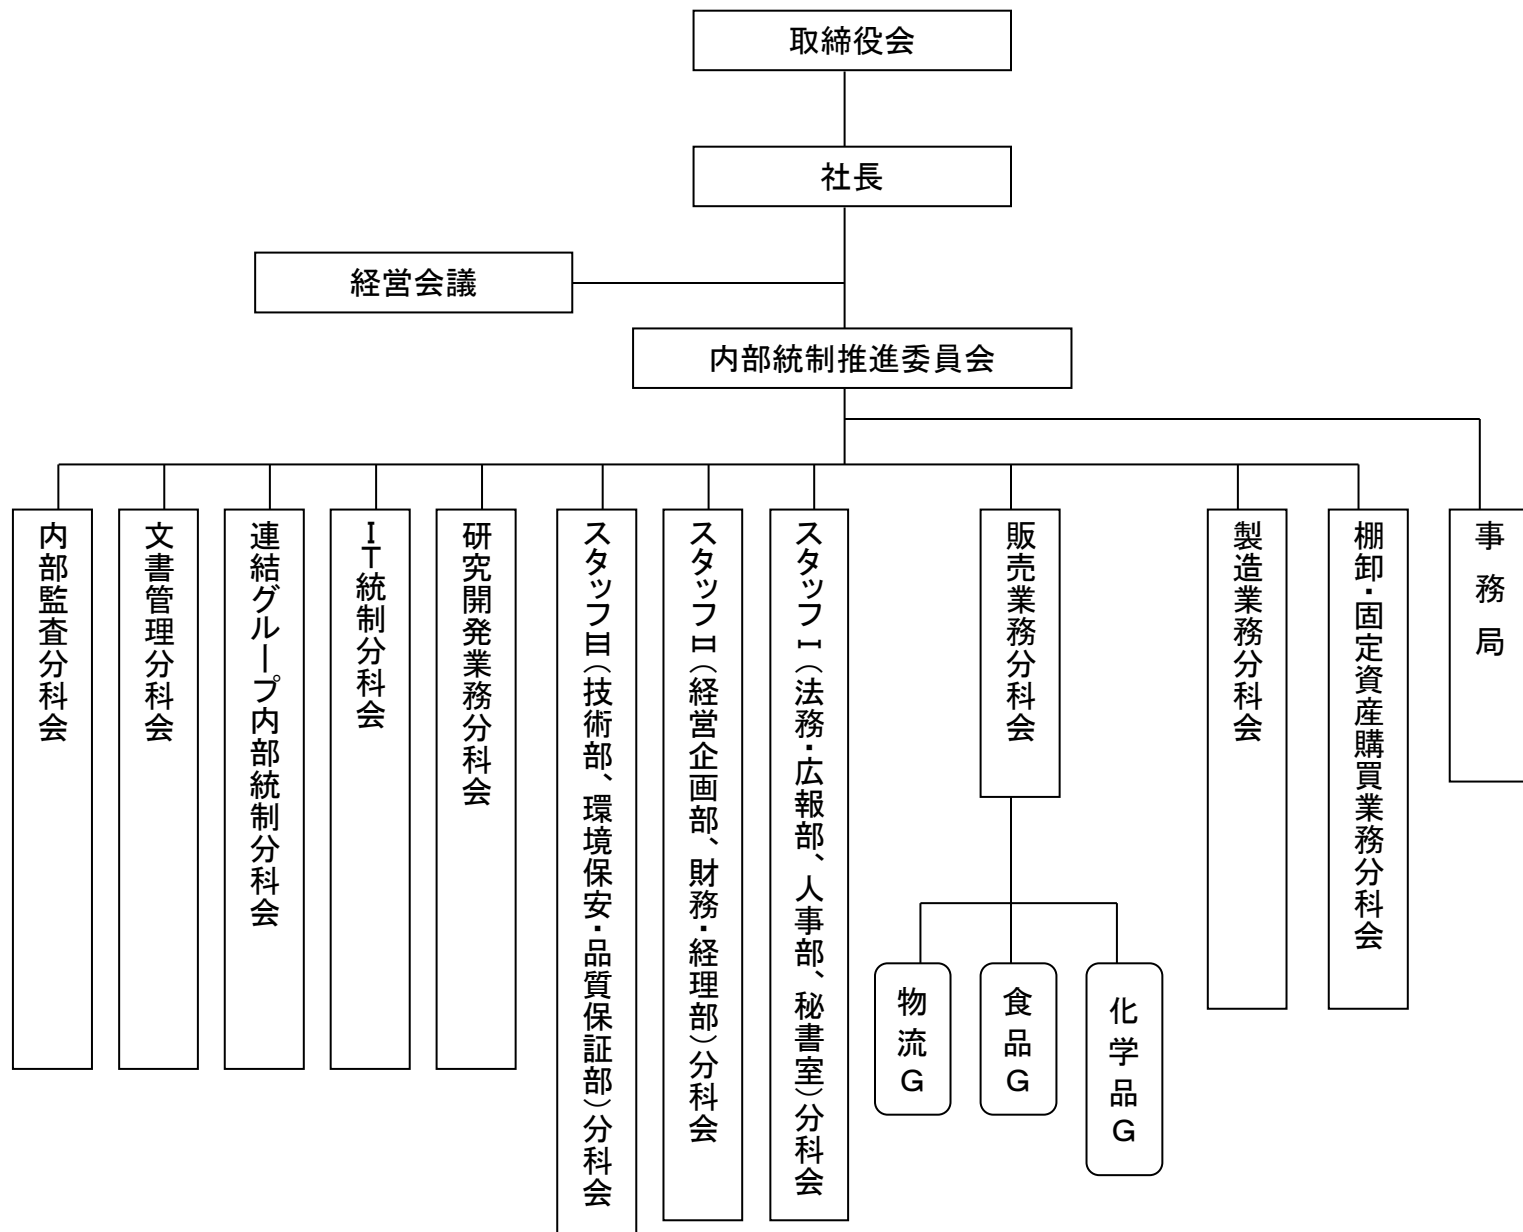 取締役会
社長
経営会議
内部統制推進委員会
内部監査分科会
文書管理分科会
連結グループ内部統制分科会
IT統制分科会
研究開発業務分科会
スタッフⅢ（技術部、環境保安・品質保証部）分科会
スタッフⅡ（経営企画部、財務・経理部）分科会
スタッフⅠ（法務・広報部、人事部、秘書室）分科会
販売業務分科会
製造業務分科会
棚卸・固定資産購買業務分科会
事務局
物流G
食品G
化学品G